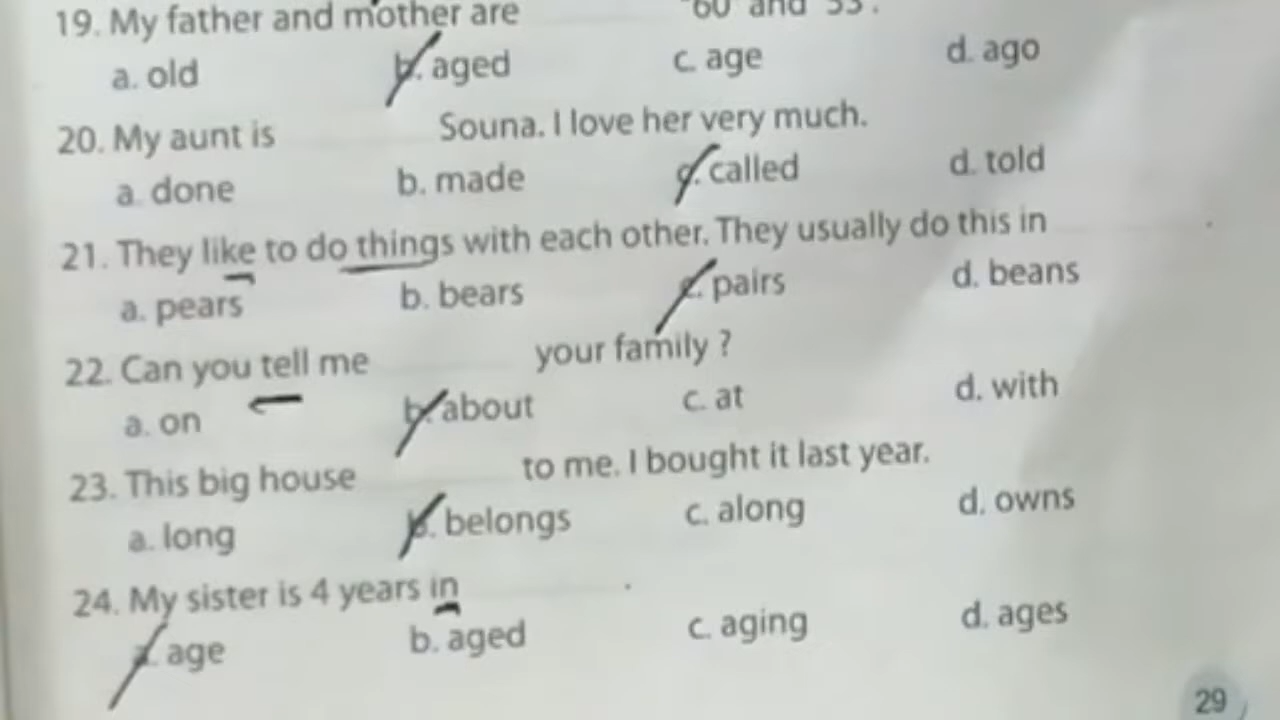 19. My father and mother are "60 and 55".
a. old b. aged c. age d. ago
20. My aunt is Souna. I love her very much.
a. done b. made c. called d. told
21. They like to do things with each other. They usually do this in .
a. pears b. bears c. pairs d. beans
22. Can you tell me your family ?
a. on b. about c. at d. with
23. This big house to me. I bought it last year.
a. long b. belongs c. along d. owns
24. My sister is 4 years in .
a. age b. aged c. aging d. ages
29